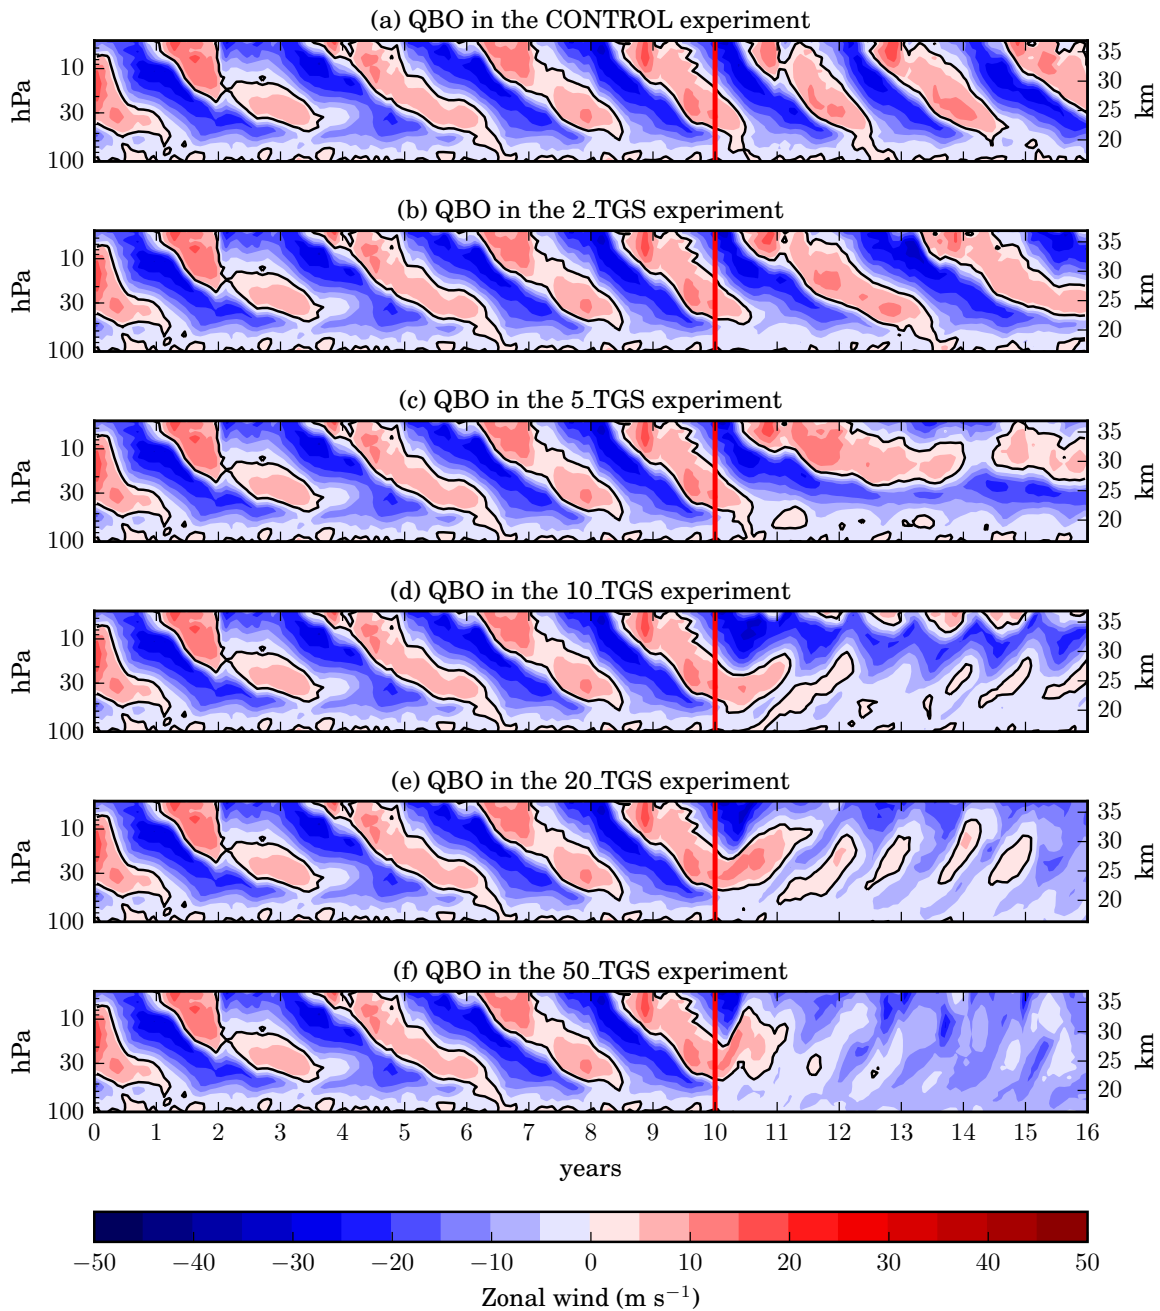 (a) QBO in the CONTROL experiment
hPa
10
30
100
35
30
25
20
km
(b) QBO in the 2_TGS experiment
hPa
10
30
100
35
30
25
20
km
(c) QBO in the 5_TGS experiment
hPa
10
30
100
35
30
25
20
km
(d) QBO in the 10_TGS experiment
hPa
10
30
100
35
30
25
20
km
(e) QBO in the 20_TGS experiment
hPa
10
30
100
35
30
25
20
km
(f) QBO in the 50_TGS experiment
hPa
10
30
100
35
30
25
20
km
0 1 2 3 4 5 6 7 8 9 10 11 12 13 14 15 16
years
−50 −40 −30 −20 −10 0 10 20 30 40 50
Zonal wind (m s⁻¹)